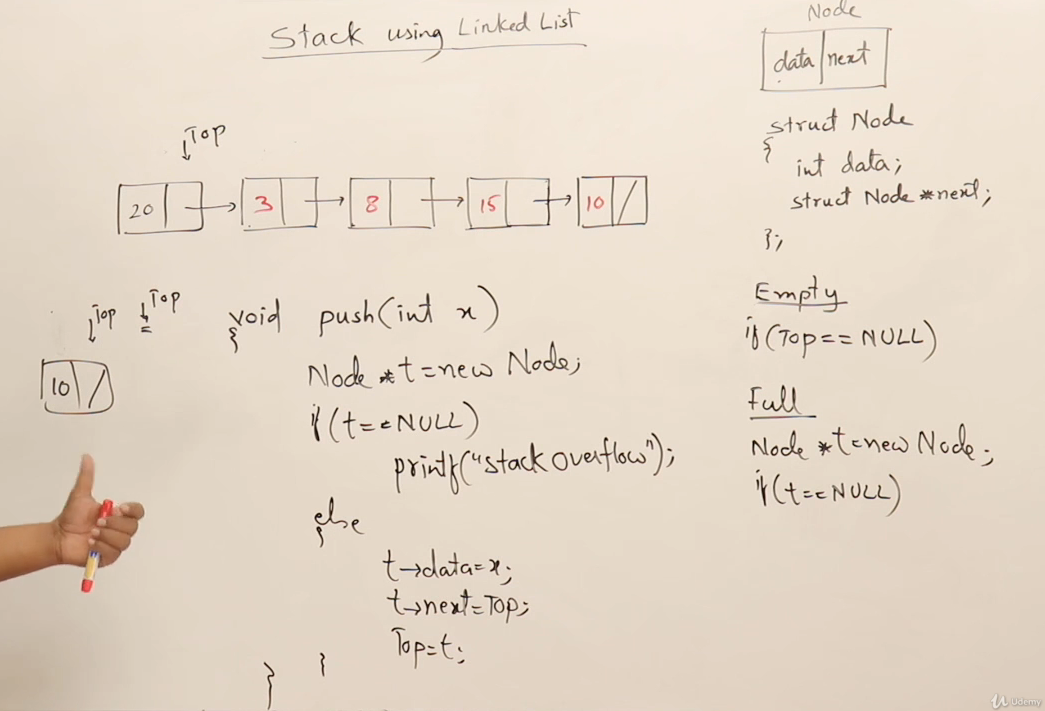 Stack using Linked List
Top
20 3 8 15 10 /
Top Top
10 /
void push(int x)
{
Node *t=new Node;
if(t==NULL)
printf("stack overflow");
else
{
t→data=x;
t→next=Top;
Top=t;
}
}
Node
data next
struct Node
{
int data;
struct Node *next;
};
Empty
if(Top==NULL)
Full
Node *t=new Node;
if(t==NULL)
Udemy